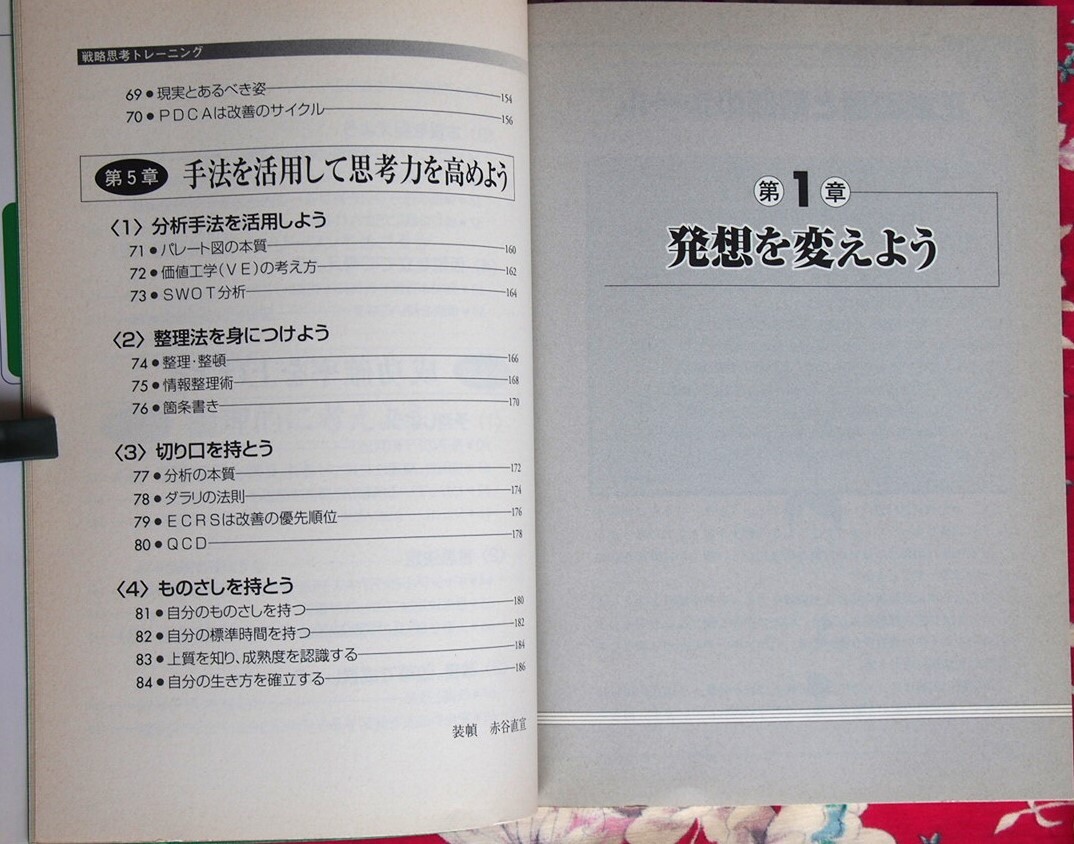 戦略思考トレーニング
69●現実とあるべき姿 154
70●PDCAは改善のサイクル 156
第5章 手法を活用して思考力を高めよう
〈1〉分析手法を活用しよう
71●パレート図の本質 160
72●価値工学(VE)の考え方 162
73●SWOT分析 164
〈2〉整理法を身につけよう
74●整理・整頓 166
75●情報整理術 168
76●箇条書き 170
〈3〉切り口を持とう
77●分析の本質 172
78●ダラリの法則 174
79●ECRSは改善の優先順位 176
80●QCD 178
〈4〉ものさしを持とう
81●自分のものさしを持つ 180
82●自分の標準時間を持つ 182
83●上質を知り、成熟度を認識する 184
84●自分の生き方を確立する 186
装幀 赤谷直宣
第1章
発想を変えよう